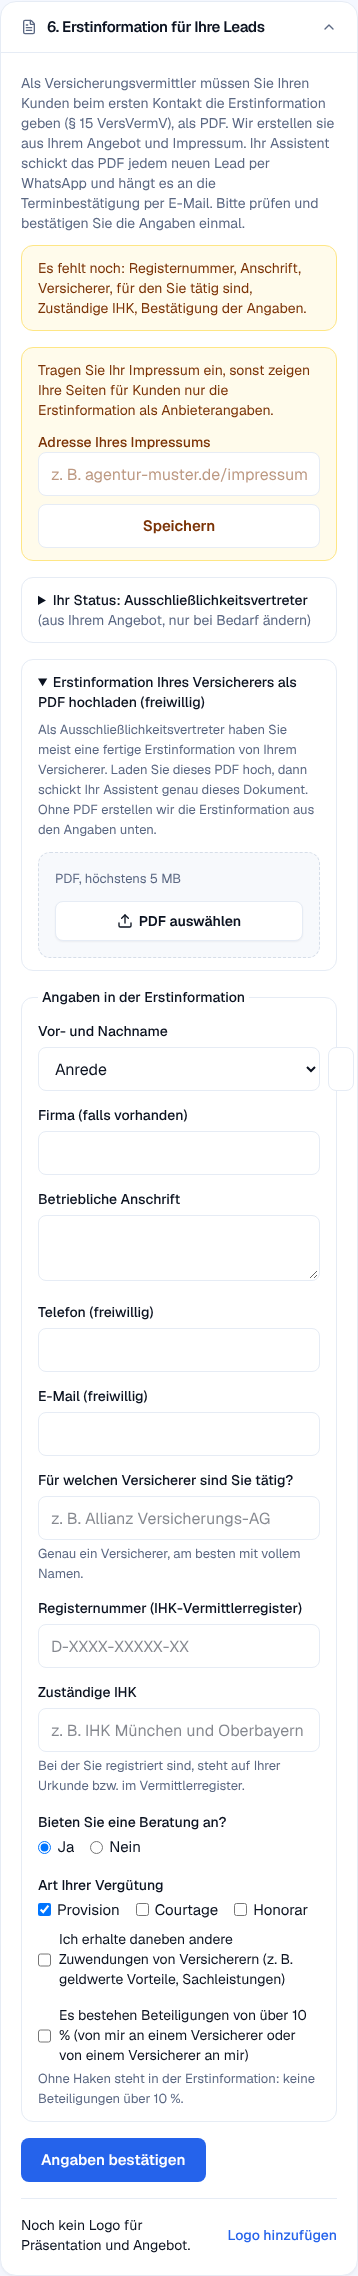 6. Erstinformation für Ihre Leads
Als Versicherungsvermittler müssen Sie Ihren
Kunden beim ersten Kontakt die Erstinformation
geben (§ 15 VersVermV), als PDF. Wir erstellen sie
aus Ihrem Angebot und Impressum. Ihr Assistent
schickt das PDF jedem neuen Lead per
WhatsApp und hängt es an die
Terminbestätigung per E-Mail. Bitte prüfen und
bestätigen Sie die Angaben einmal.
Es fehlt noch: Registernummer, Anschrift,
Versicherer, für den Sie tätig sind,
Zuständige IHK, Bestätigung der Angaben.
Tragen Sie Ihr Impressum ein, sonst zeigen
Ihre Seiten für Kunden nur die
Erstinformation als Anbieterangaben.
Adresse Ihres Impressums
z. B. agentur-muster.de/impressum
Speichern
Ihr Status: Ausschließlichkeitsvertreter
(aus Ihrem Angebot, nur bei Bedarf ändern)
Erstinformation Ihres Versicherers als
PDF hochladen (freiwillig)
Als Ausschließlichkeitsvertreter haben Sie
meist eine fertige Erstinformation von Ihrem
Versicherer. Laden Sie dieses PDF hoch, dann
schickt Ihr Assistent genau dieses Dokument.
Ohne PDF erstellen wir die Erstinformation aus
den Angaben unten.
PDF, höchstens 5 MB
PDF auswählen
Angaben in der Erstinformation
Vor- und Nachname
Anrede
Firma (falls vorhanden)
Betriebliche Anschrift
Telefon (freiwillig)
E-Mail (freiwillig)
Für welchen Versicherer sind Sie tätig?
z. B. Allianz Versicherungs-AG
Genau ein Versicherer, am besten mit vollem
Namen.
Registernummer (IHK-Vermittlerregister)
D-XXXX-XXXXX-XX
Zuständige IHK
z. B. IHK München und Oberbayern
Bei der Sie registriert sind, steht auf Ihrer
Urkunde bzw. im Vermittlerregister.
Bieten Sie eine Beratung an?
Ja Nein
Art Ihrer Vergütung
Provision Courtage Honorar
Ich erhalte daneben andere
Zuwendungen von Versicherern (z. B.
geldwerte Vorteile, Sachleistungen)
Es bestehen Beteiligungen von über 10
% (von mir an einem Versicherer oder
von einem Versicherer an mir)
Ohne Haken steht in der Erstinformation: keine
Beteiligungen über 10 %.
Angaben bestätigen
Noch kein Logo für
Präsentation und Angebot.
Logo hinzufügen